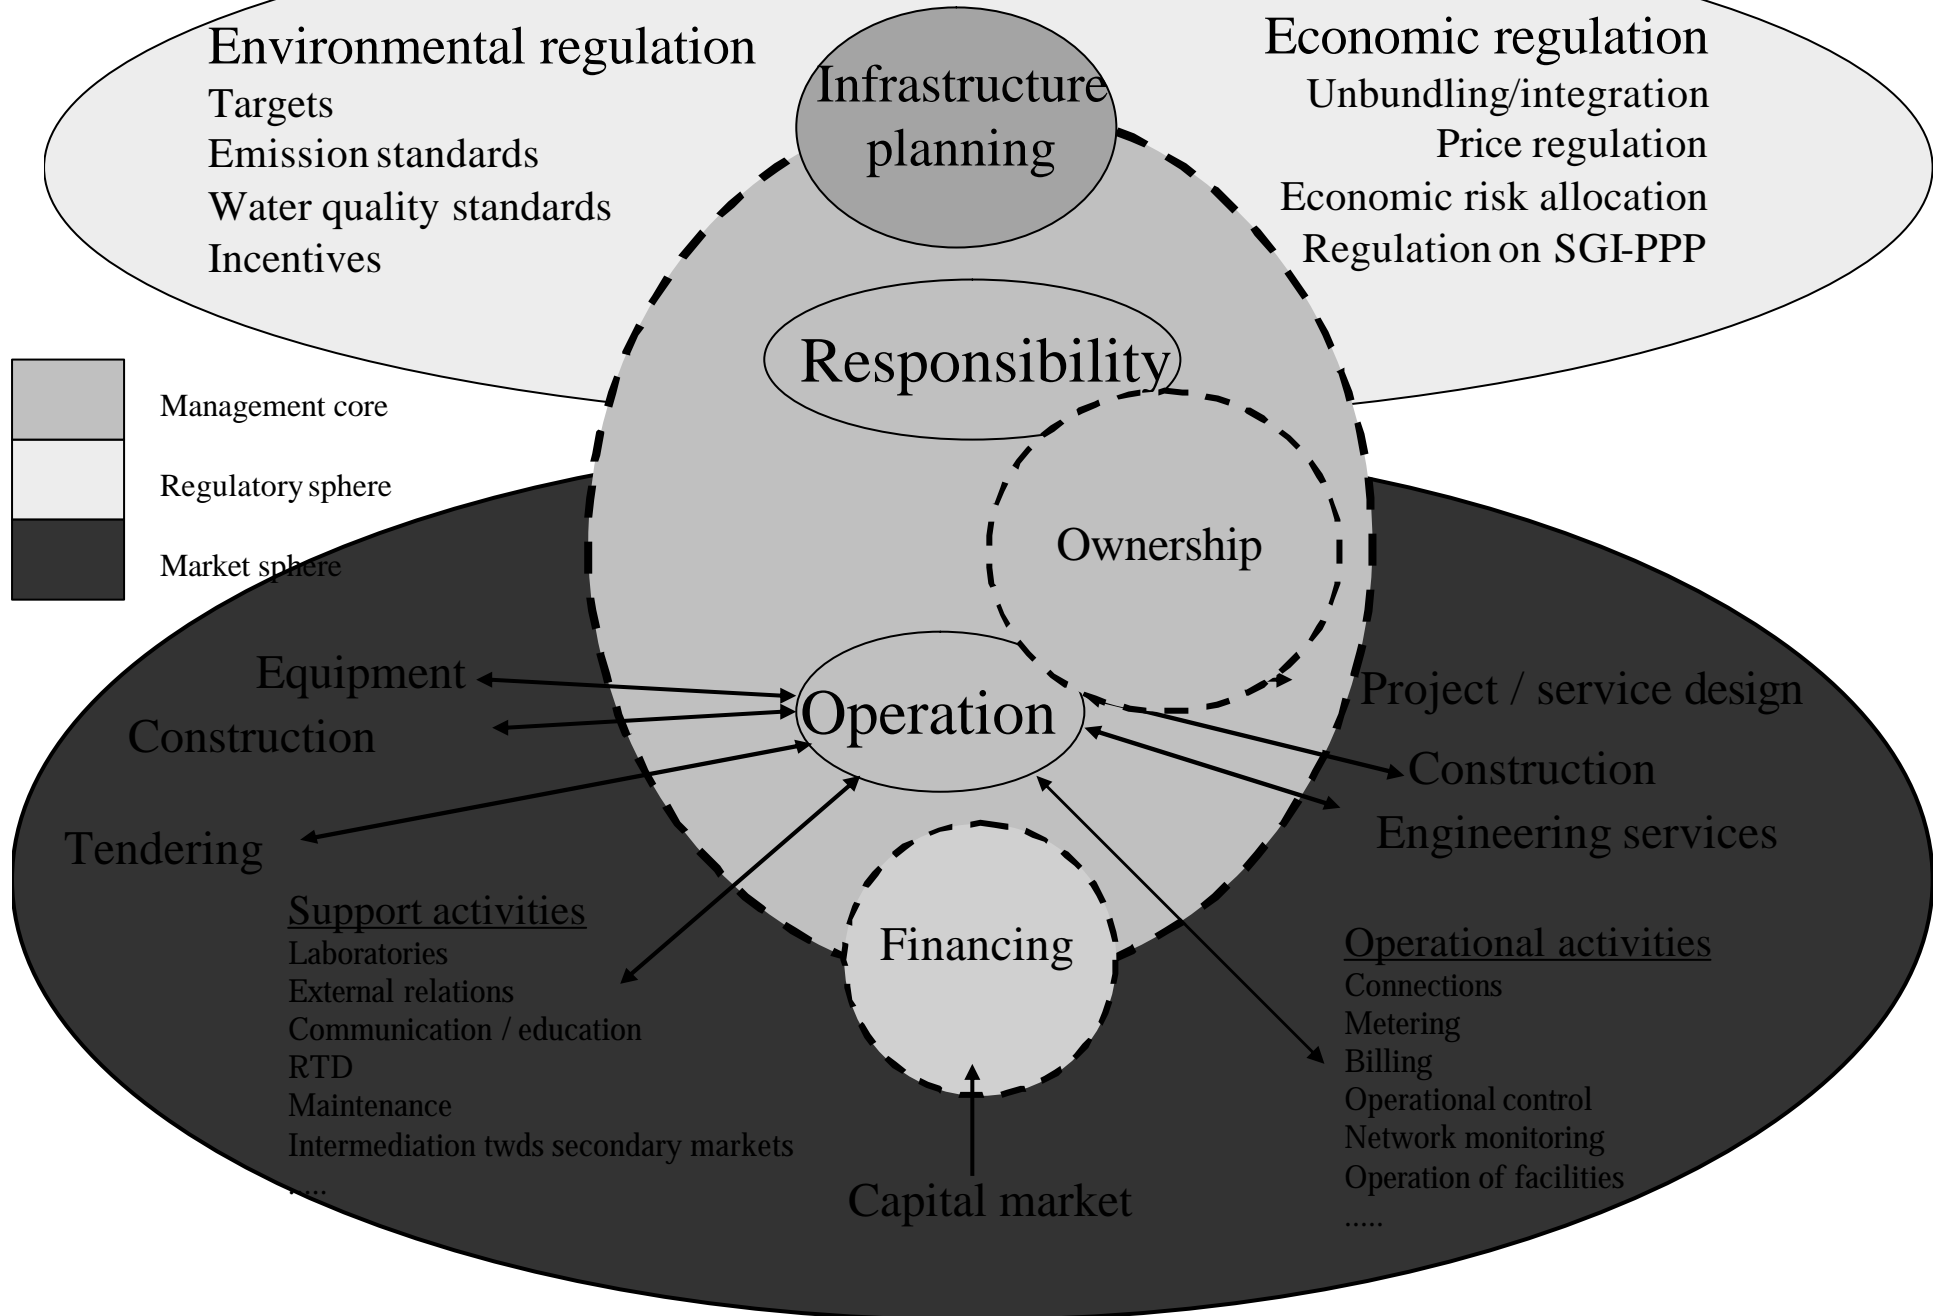 Environmental regulation
Targets
Emission standards
Water quality standards
Incentives
Infrastructure
planning
Economic regulation
Unbundling/integration
Price regulation
Economic risk allocation
Regulation on SGI-PPP
Responsibility
Management core
Regulatory sphere
Market sphere
Ownership
Equipment
Construction
Tendering
Operation
Project / service design
Construction
Engineering services
Support activities
Laboratories
External relations
Communication / education
RTD
Maintenance
Intermediation twds secondary markets
.....
Financing
Capital market
Operational activities
Connections
Metering
Billing
Operational control
Network monitoring
Operation of facilities
.....